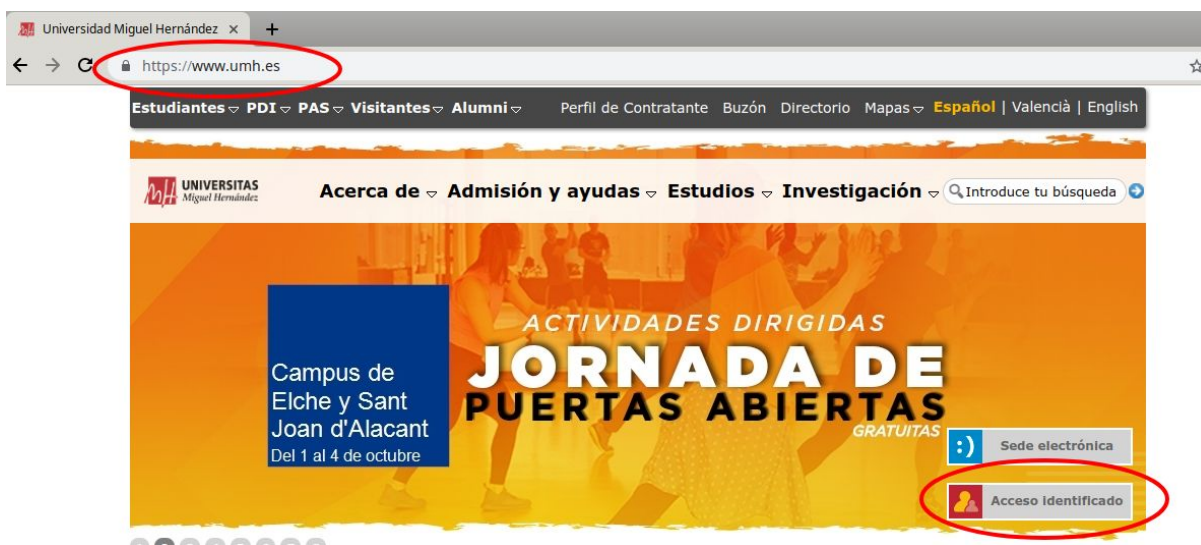 Universidad Miguel Hernández
https://www.umh.es
Estudiantes PDI PAS Visitantes Alumni Perfil de Contratante Buzón Directorio Mapas Español | Valencià | English
UNIVERSITAS
Miguel Hernández
Acerca de Admisión y ayudas Estudios Investigación Introduce tu búsqueda
ACTIVIDADES DIRIGIDAS
JORNADA DE
PUERTAS ABIERTAS
GRATUITAS
Campus de
Elche y Sant
Joan d'Alacant
Del 1 al 4 de octubre
:) Sede electrónica
Acceso identificado